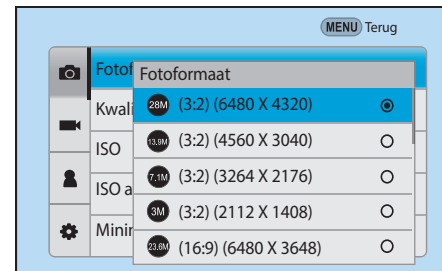 MENU Terug
Fotof
Fotoformaat
Kwali
28M (3:2) (6480 X 4320)
ISO
13.9M (3:2) (4560 X 3040)
7.1M (3:2) (3264 X 2176)
ISO a
3M (3:2) (2112 X 1408)
Minir
23.6M (16:9) (6480 X 3648)